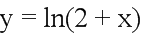 y = ln(2 + x)